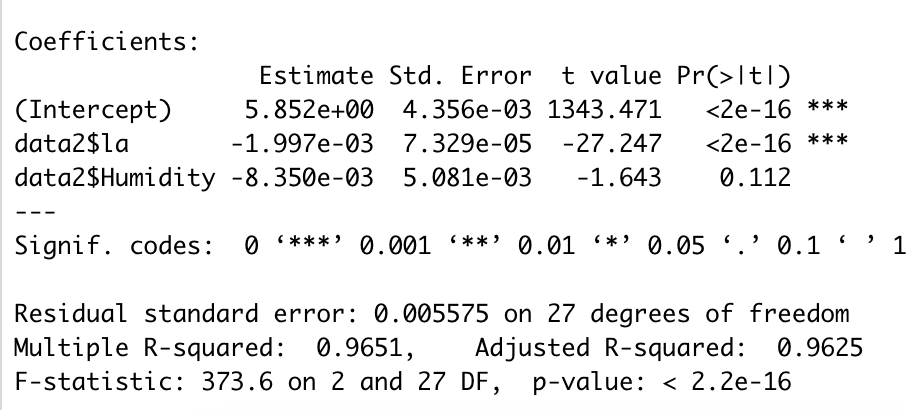 Coefficients:
Estimate Std. Error t value Pr(>|t|)
(Intercept) 5.852e+00 4.356e-03 1343.471 <2e-16 ***
data2$la -1.997e-03 7.329e-05 -27.247 <2e-16 ***
data2$Humidity -8.350e-03 5.081e-03 -1.643 0.112
---
Signif. codes: 0 ‘***’ 0.001 ‘**’ 0.01 ‘*’ 0.05 ‘.’ 0.1 ‘ ’ 1
Residual standard error: 0.005575 on 27 degrees of freedom
Multiple R-squared: 0.9651, Adjusted R-squared: 0.9625
F-statistic: 373.6 on 2 and 27 DF, p-value: < 2.2e-16